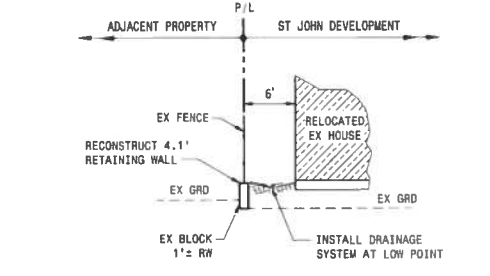 P/L
ADJACENT PROPERTY
ST JOHN DEVELOPMENT
6'
EX FENCE
RELOCATED
EX HOUSE
RECONSTRUCT 4.1'
RETAINING WALL
EX GRD
EX GRD
EX BLOCK
1'± RW
INSTALL DRAINAGE
SYSTEM AT LOW POINT